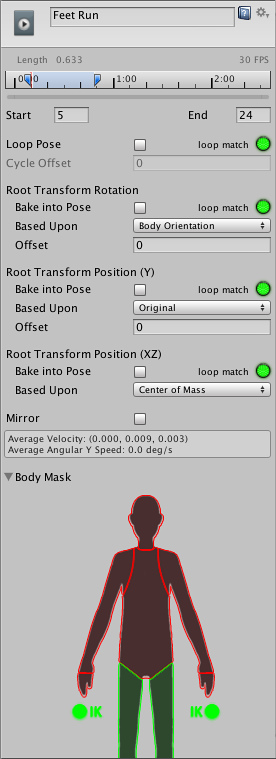 Feet Run
Length 0.633 30 FPS
0:00 1:00 2:00
Start 5 End 24
Loop Pose loop match
Cycle Offset 0
Root Transform Rotation
Bake into Pose loop match
Based Upon Body Orientation
Offset 0
Root Transform Position (Y)
Bake into Pose loop match
Based Upon Original
Offset 0
Root Transform Position (XZ)
Bake into Pose loop match
Based Upon Center of Mass
Mirror
Average Velocity: (0.000, 0.009, 0.003)
Average Angular Y Speed: 0.0 deg/s
Body Mask
IK IK